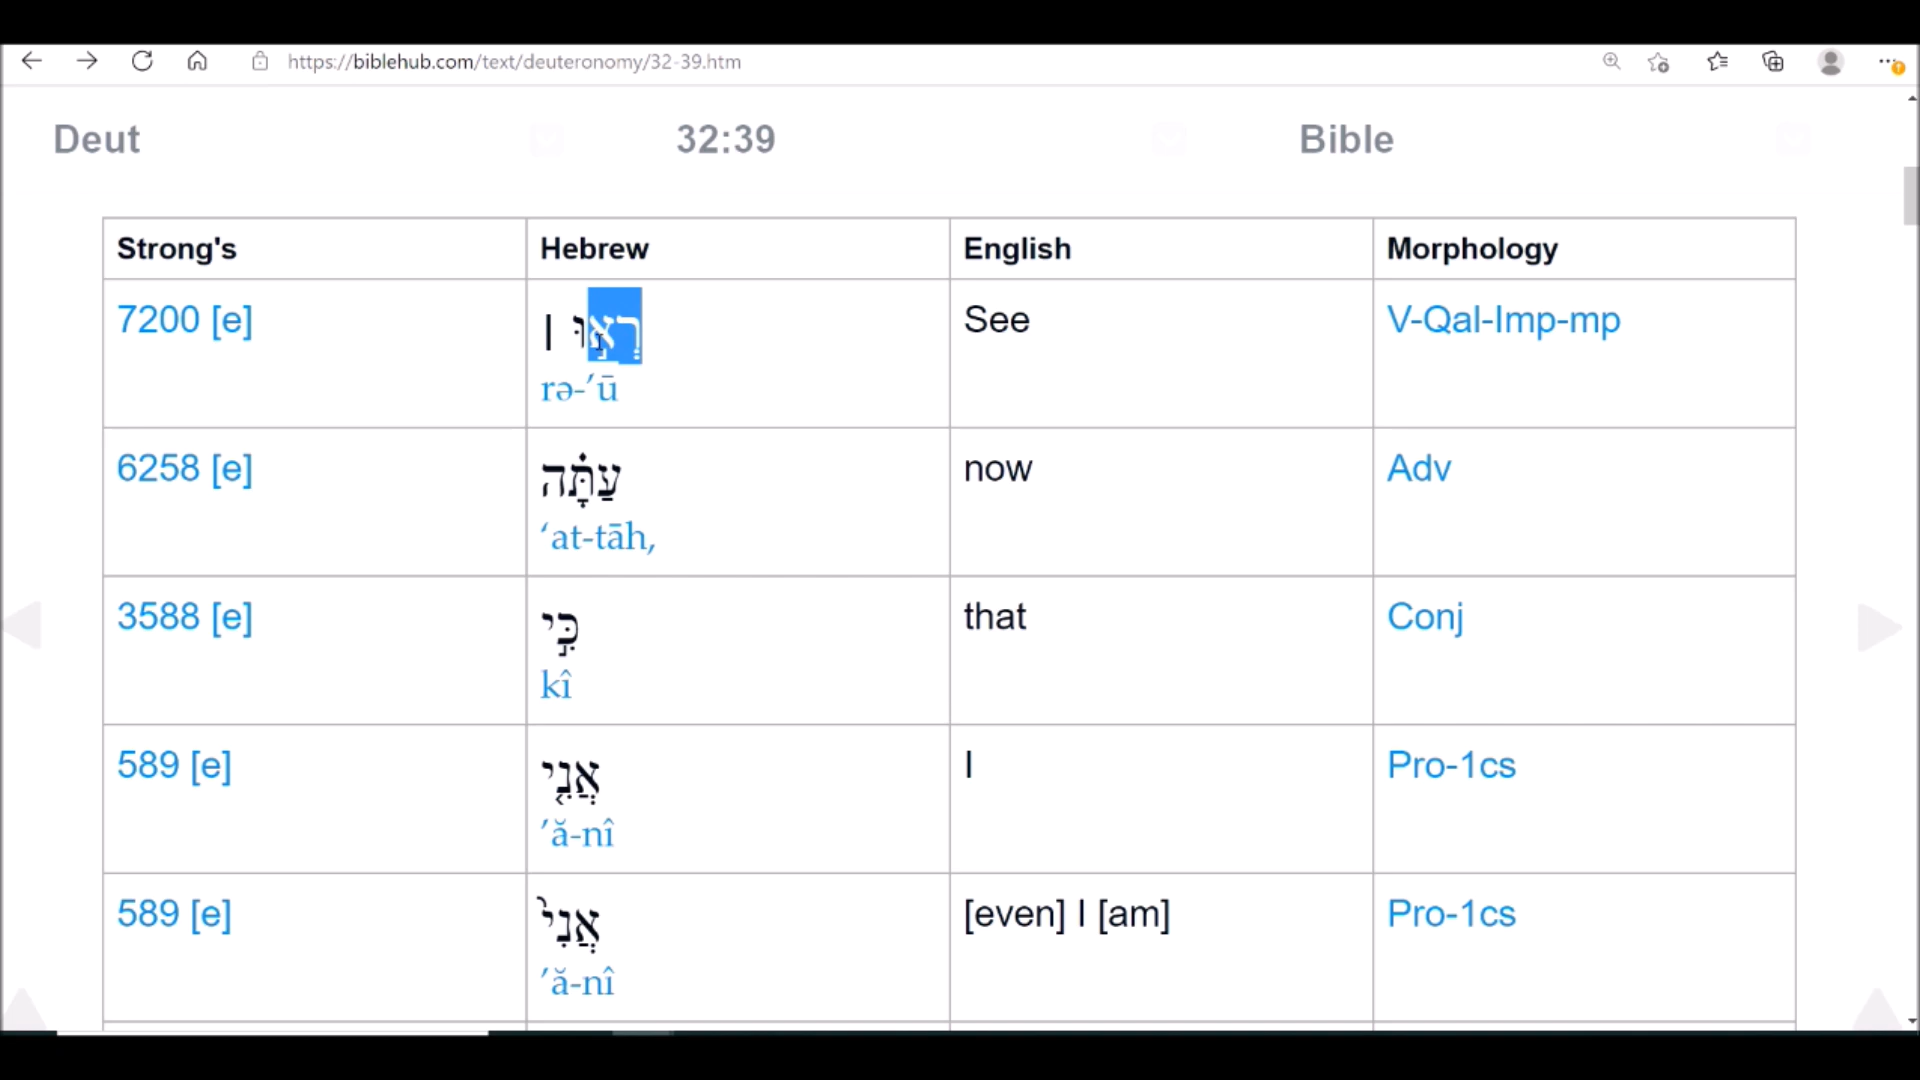 https://biblehub.com/text/deuteronomy/32-39.htm
Deut 32:39 Bible
Strong's Hebrew English Morphology
7200 [e] רְא֣וּ ׀ See V-Qal-Imp-mp
rə-’ū
6258 [e] עַתָּ֗ה now Adv
‘at-tāh,
3588 [e] כִּ֣י that Conj
kî
589 [e] אֲנִ֤י I Pro-1cs
’ă-nî
589 [e] אֲנִי֙ [even] I [am] Pro-1cs
’ă-nî